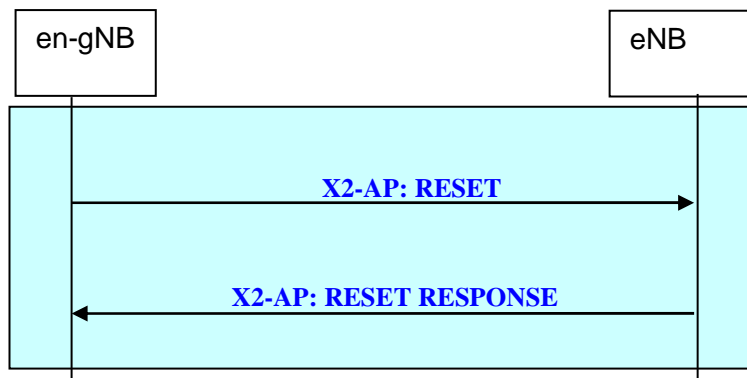 en-gNB
eNB
X2-AP: RESET
X2-AP: RESET RESPONSE